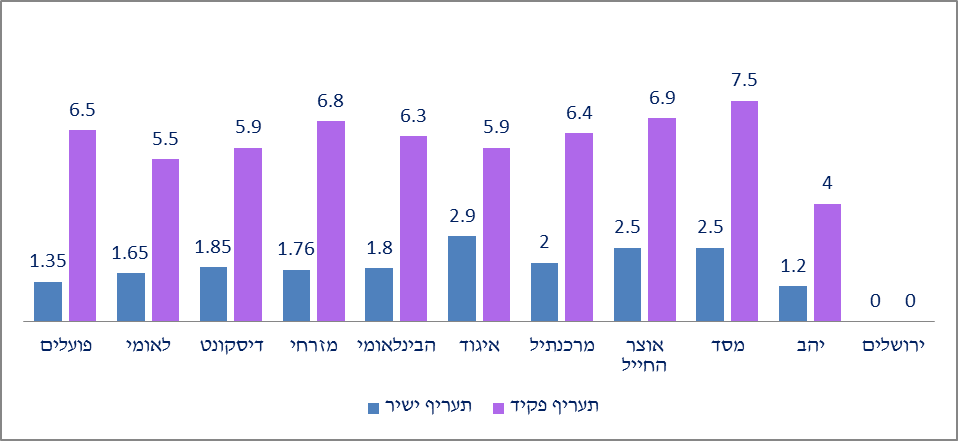 7.5
6.9
6.8
6.5
6.4
6.3
5.9
5.9
5.5
4
2.9
2.5
2.5
2
1.85
1.8
1.76
1.65
1.35
1.2
0
0
פועלים
לאומי
דיסקונט
מזרחי
הבינלאומי
איגוד
מרכנתיל
אוצר
החייל
מסד
יהב
ירושלים
תעריף ישיר
תעריף פקיד